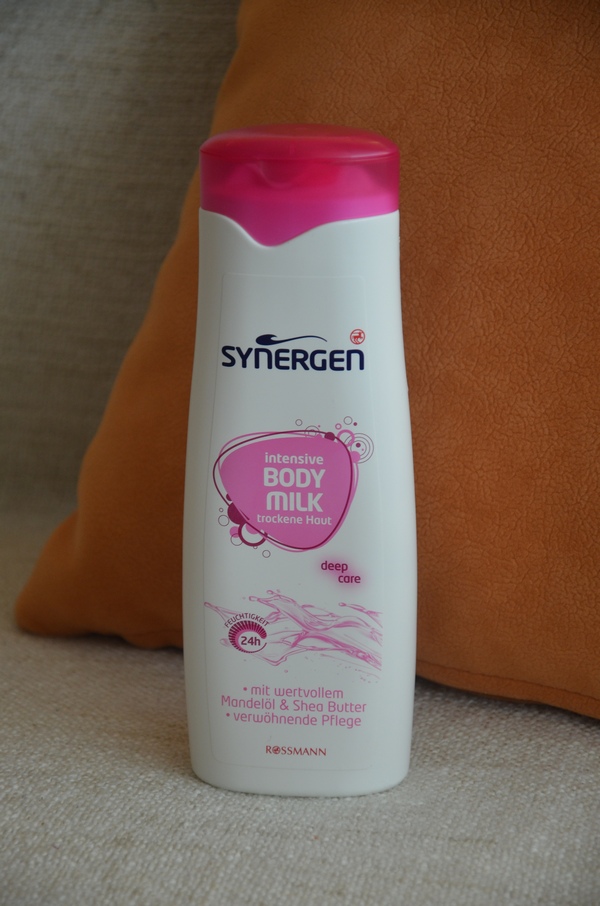 SYNERGEN
intensive
BODY
MILK
trockene Haut
deep
care
FEUCHTIGKEIT
24h
• mit wertvollem
Mandelöl & Shea Butter
• verwöhnende Pflege
ROSSMANN